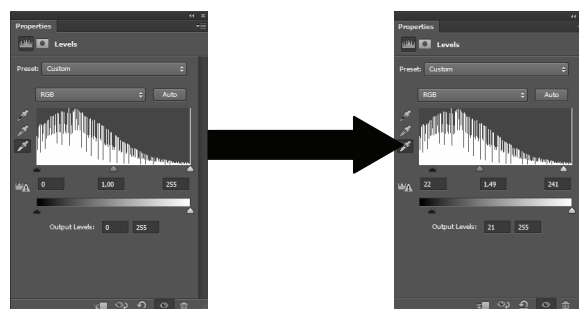 Properties
Levels
Preset: Custom
RGB Auto
0 1.00 255
Output Levels: 0 255
Properties
Levels
Preset: Custom
RGB Auto
22 1.49 241
Output Levels: 21 255